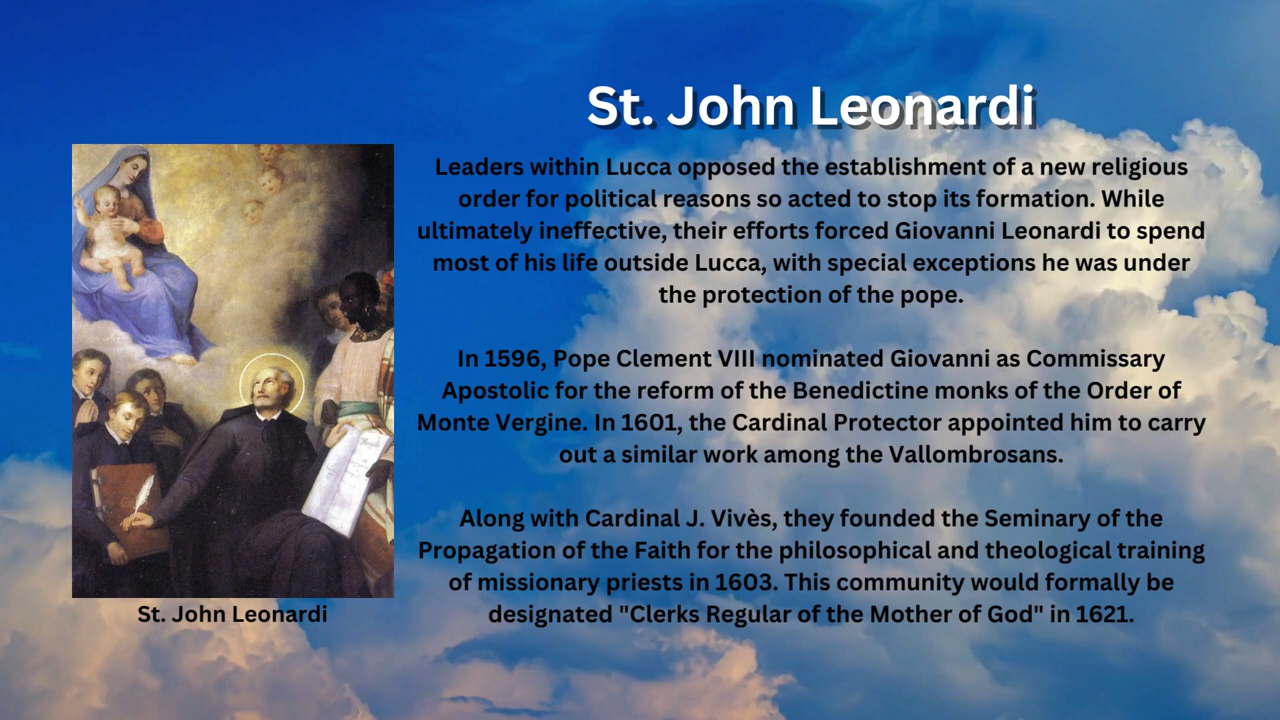 St. John Leonardi
Leaders within Lucca opposed the establishment of a new religious
order for political reasons so acted to stop its formation. While
ultimately ineffective, their efforts forced Giovanni Leonardi to spend
most of his life outside Lucca, with special exceptions he was under
the protection of the pope.
In 1596, Pope Clement VIII nominated Giovanni as Commissary
Apostolic for the reform of the Benedictine monks of the Order of
Monte Vergine. In 1601, the Cardinal Protector appointed him to carry
out a similar work among the Vallombrosans.
Along with Cardinal J. Vivès, they founded the Seminary of the
Propagation of the Faith for the philosophical and theological training
of missionary priests in 1603. This community would formally be
designated "Clerks Regular of the Mother of God" in 1621.
St. John Leonardi